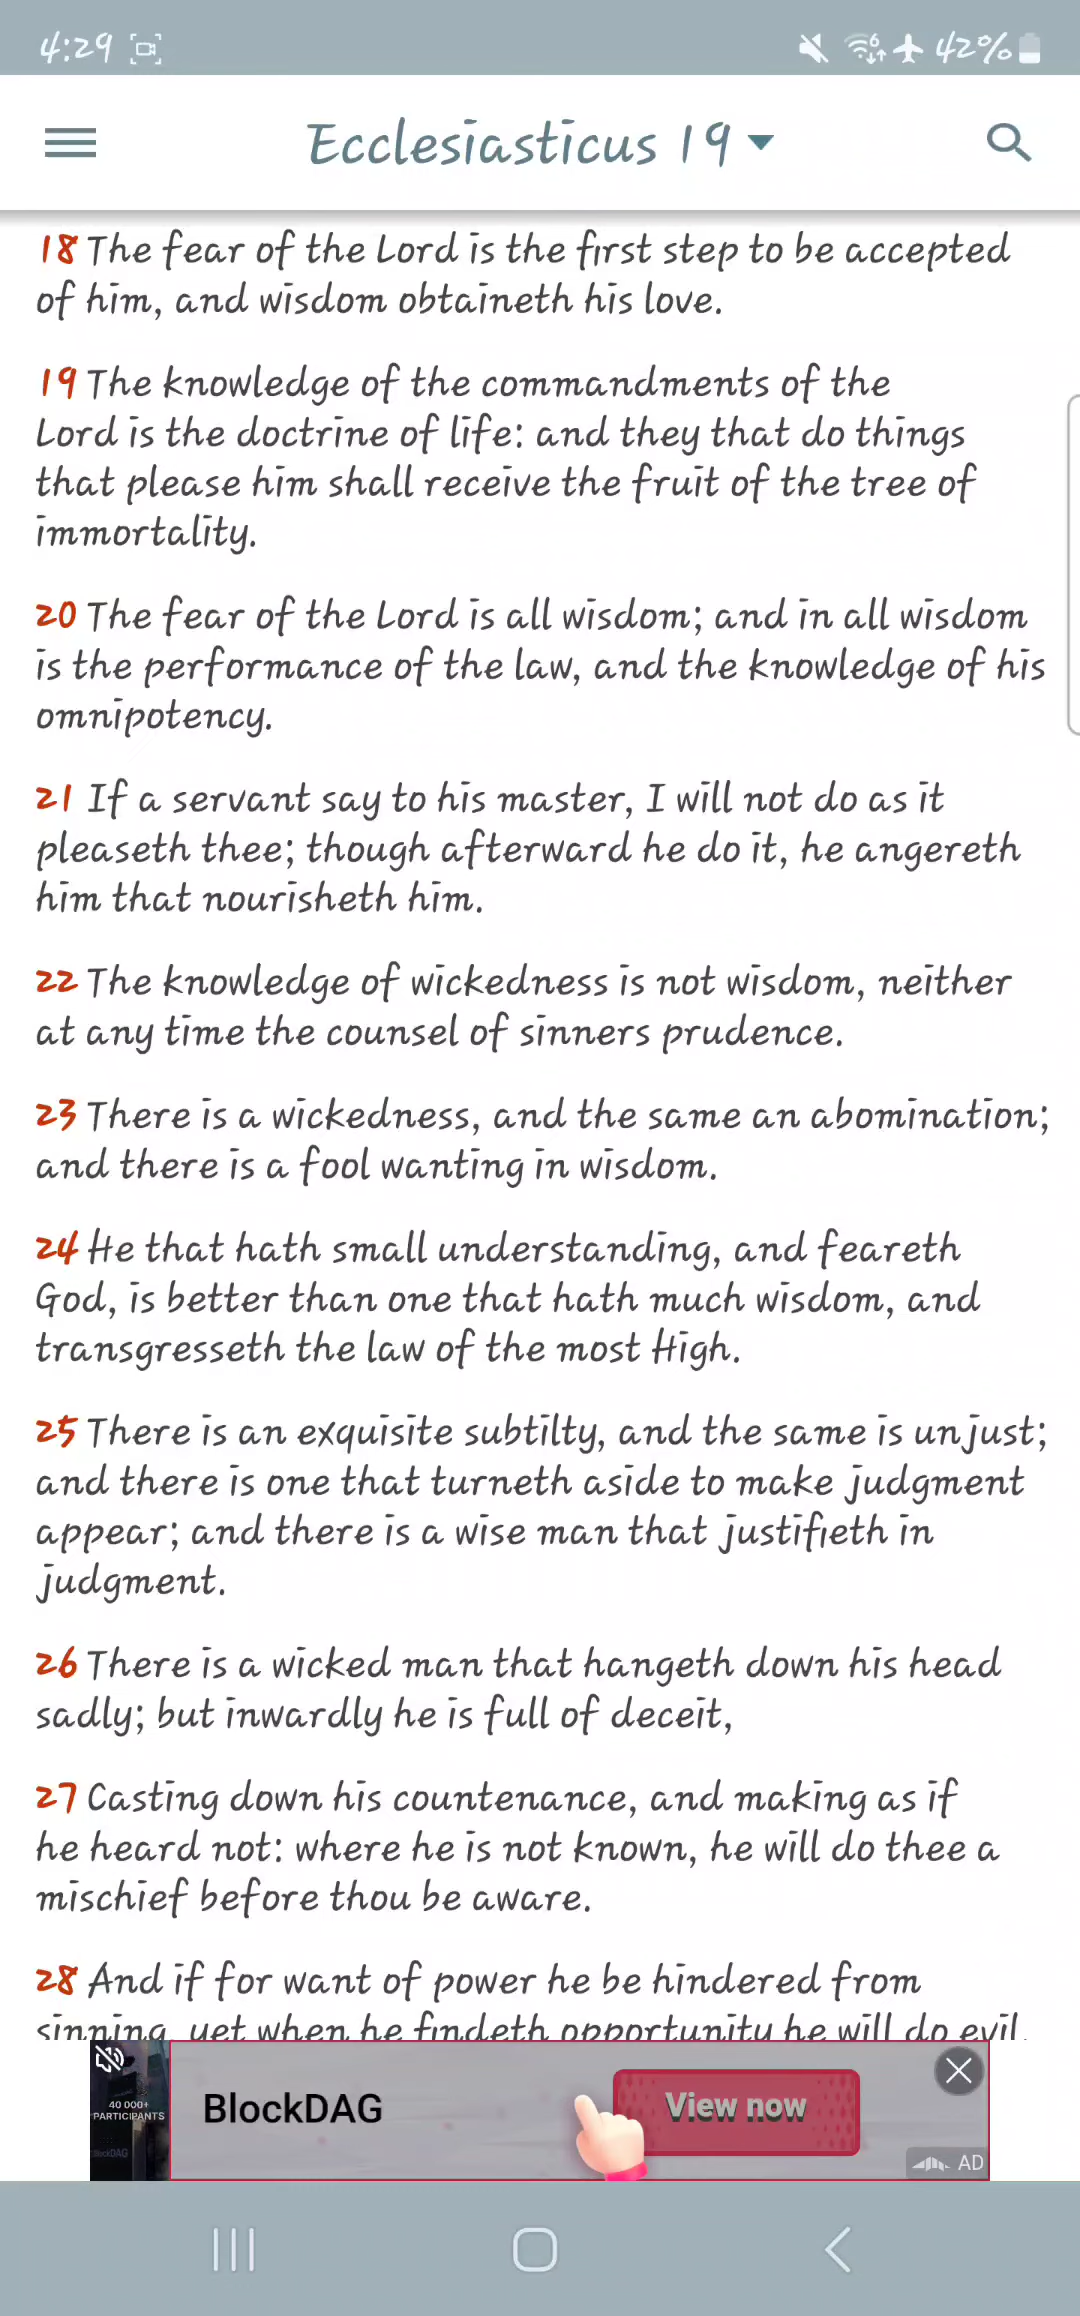 4:29
6
42%
Ecclesiasticus 19
18 The fear of the Lord is the first step to be accepted
of him, and wisdom obtaineth his love.
19 The knowledge of the commandments of the
Lord is the doctrine of life: and they that do things
that please him shall receive the fruit of the tree of
immortality.
20 The fear of the Lord is all wisdom; and in all wisdom
is the performance of the law, and the knowledge of his
omnipotency.
21 If a servant say to his master, I will not do as it
pleaseth thee; though afterward he do it, he angereth
him that nourisheth him.
22 The knowledge of wickedness is not wisdom, neither
at any time the counsel of sinners prudence.
23 There is a wickedness, and the same an abomination;
and there is a fool wanting in wisdom.
24 He that hath small understanding, and feareth
God, is better than one that hath much wisdom, and
transgresseth the law of the most High.
25 There is an exquisite subtilty, and the same is unjust;
and there is one that turneth aside to make judgment
appear; and there is a wise man that justifieth in
judgment.
26 There is a wicked man that hangeth down his head
sadly; but inwardly he is full of deceit,
27 Casting down his countenance, and making as if
he heard not: where he is not known, he will do thee a
mischief before thou be aware.
28 And if for want of power he be hindered from
sinning, yet when he findeth opportunity he will do evil.
40 000+
PARTICIPANTS
BlockDAG
BlockDAG
View now
AD